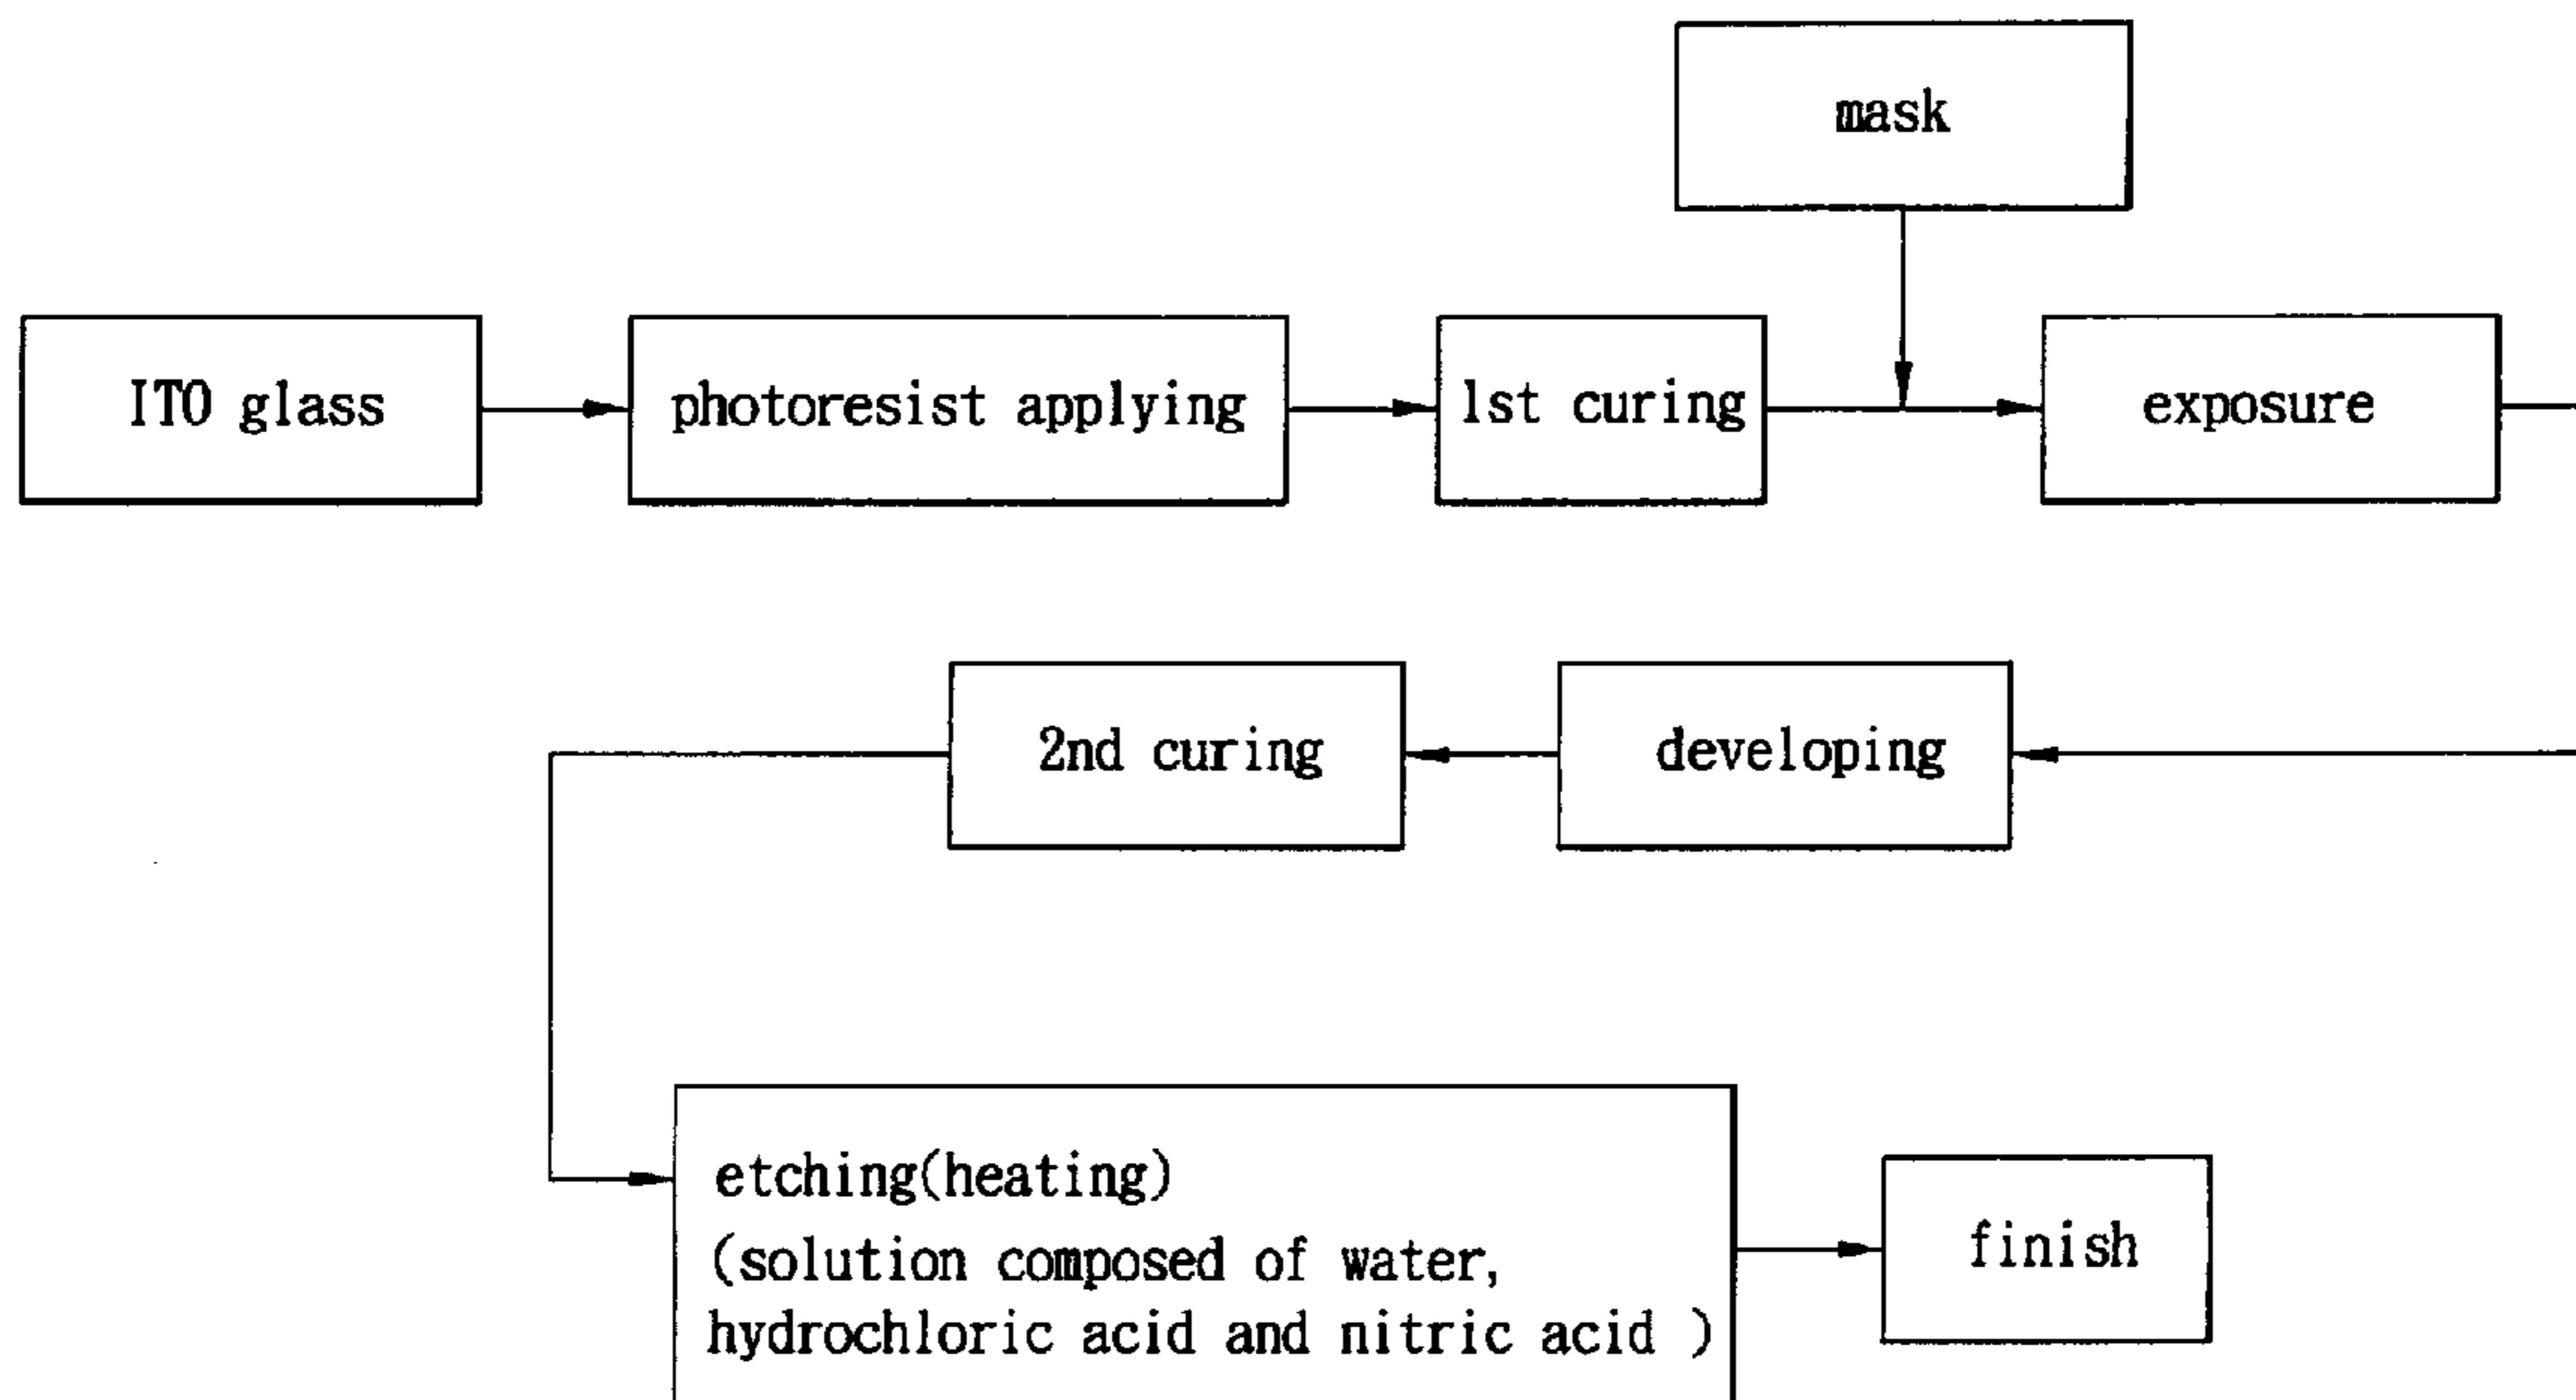 mask
ITO glass
photoresist applying
1st curing
exposure
2nd curing
developing
etching(heating)
(solution composed of water,
hydrochloric acid and nitric acid )
finish